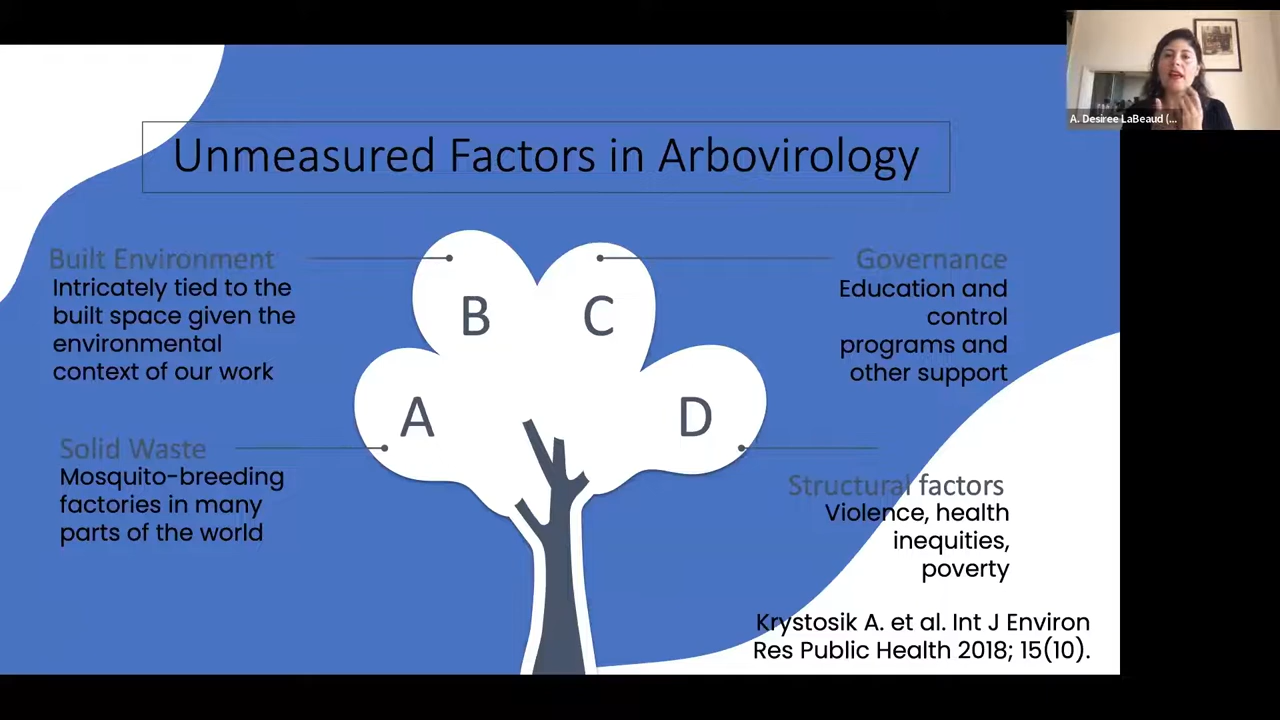 A. Desiree LaBeaud (...
Unmeasured Factors in Arbovirology
Built Environment
Intricately tied to the
built space given the
environmental
context of our work
Solid Waste
Mosquito-breeding
factories in many
parts of the world
B
C
A
D
Governance
Education and
control
programs and
other support
Structural factors
Violence, health
inequities,
poverty
Krystosik A. et al. Int J Environ
Res Public Health 2018; 15(10).